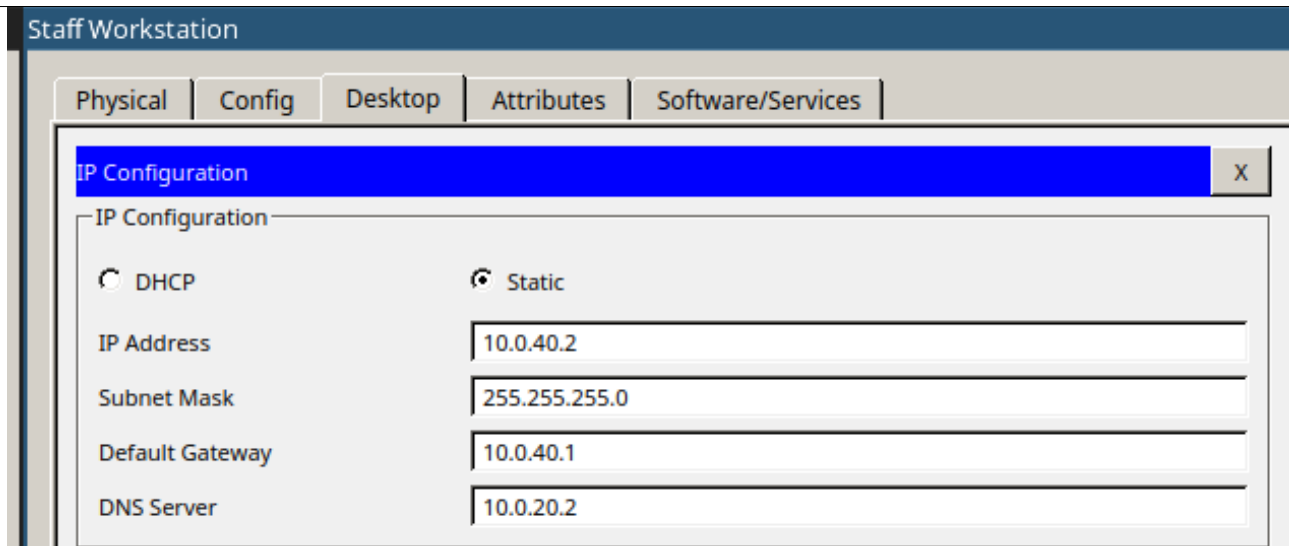 Staff Workstation
Physical Config Desktop Attributes Software/Services
IP Configuration X
IP Configuration
DHCP Static
IP Address 10.0.40.2
Subnet Mask 255.255.255.0
Default Gateway 10.0.40.1
DNS Server 10.0.20.2